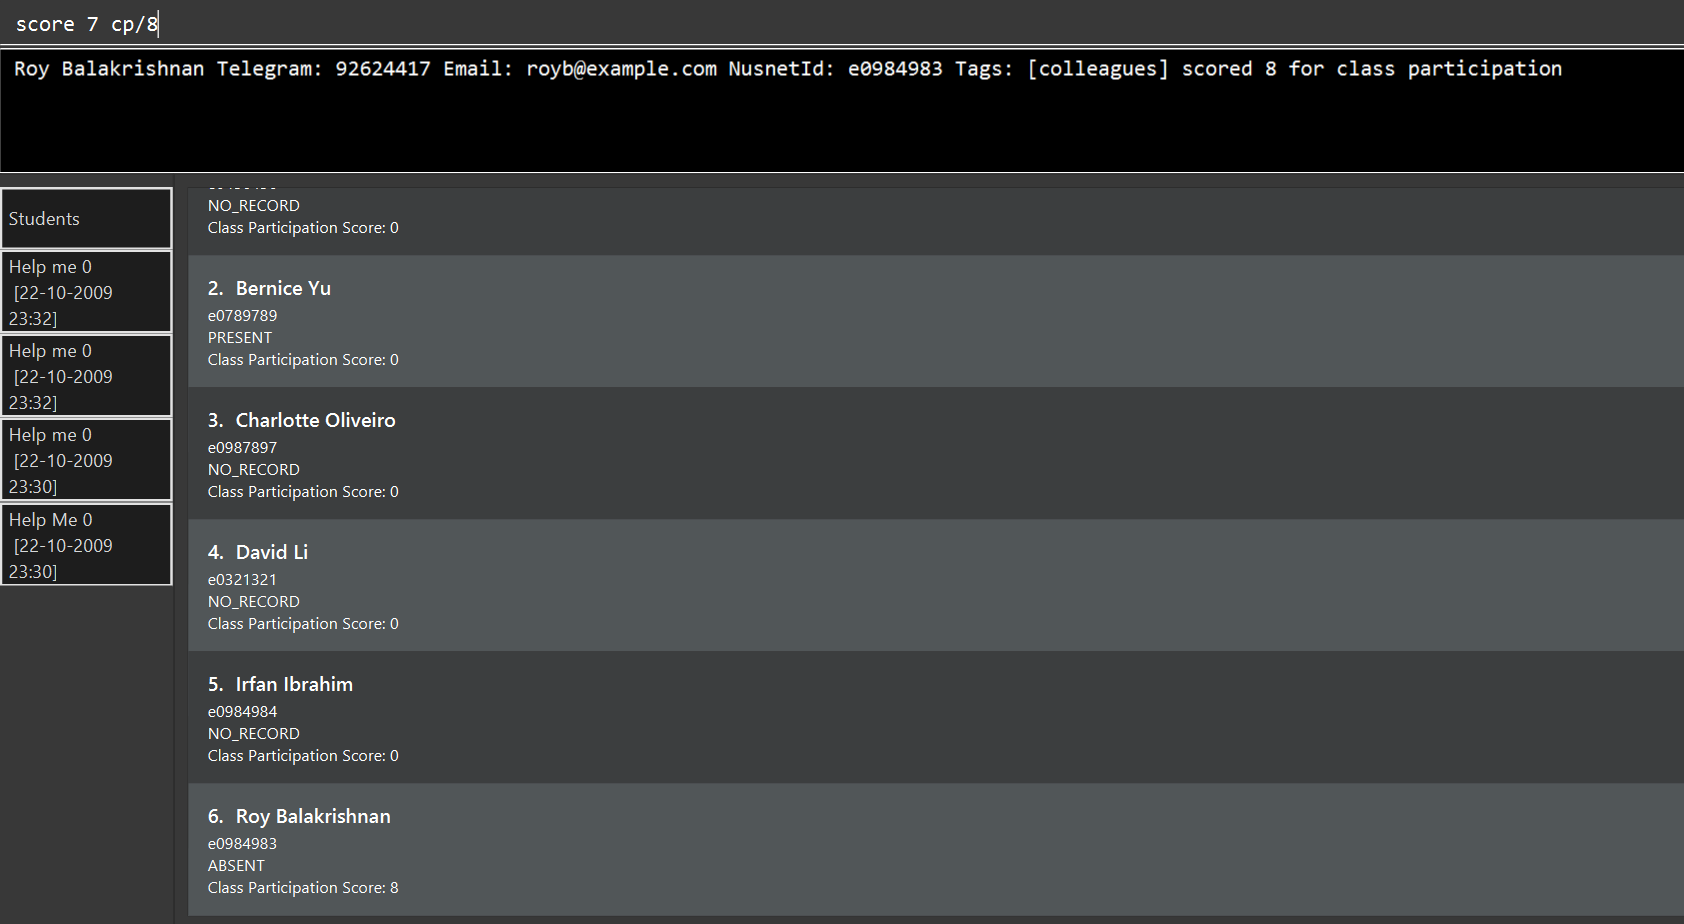 score 7 cp/8
Roy Balakrishnan Telegram: 92624417 Email: royb@example.com NusnetId: e0984983 Tags: [colleagues] scored 8 for class participation
Students
Help me 0
[22-10-2009
23:32]
Help me 0
[22-10-2009
23:32]
Help me 0
[22-10-2009
23:30]
Help Me 0
[22-10-2009
23:30]
NO_RECORD
Class Participation Score: 0
2. Bernice Yu
e0789789
PRESENT
Class Participation Score: 0
3. Charlotte Oliveiro
e0987897
NO_RECORD
Class Participation Score: 0
4. David Li
e0321321
NO_RECORD
Class Participation Score: 0
5. Irfan Ibrahim
e0984984
NO_RECORD
Class Participation Score: 0
6. Roy Balakrishnan
e0984983
ABSENT
Class Participation Score: 8